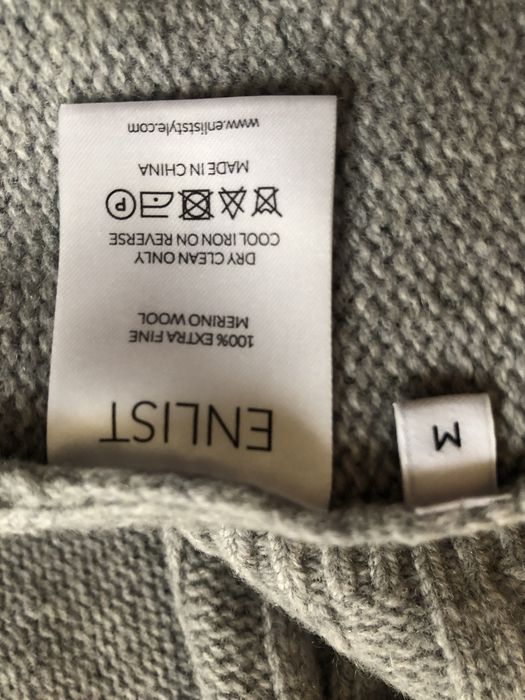 ENLIST
100% EXTRA FINE
MERINO WOOL
DRY CLEAN ONLY
COOL IRON ON REVERSE
P
MADE IN CHINA
www.enliststyle.com
M